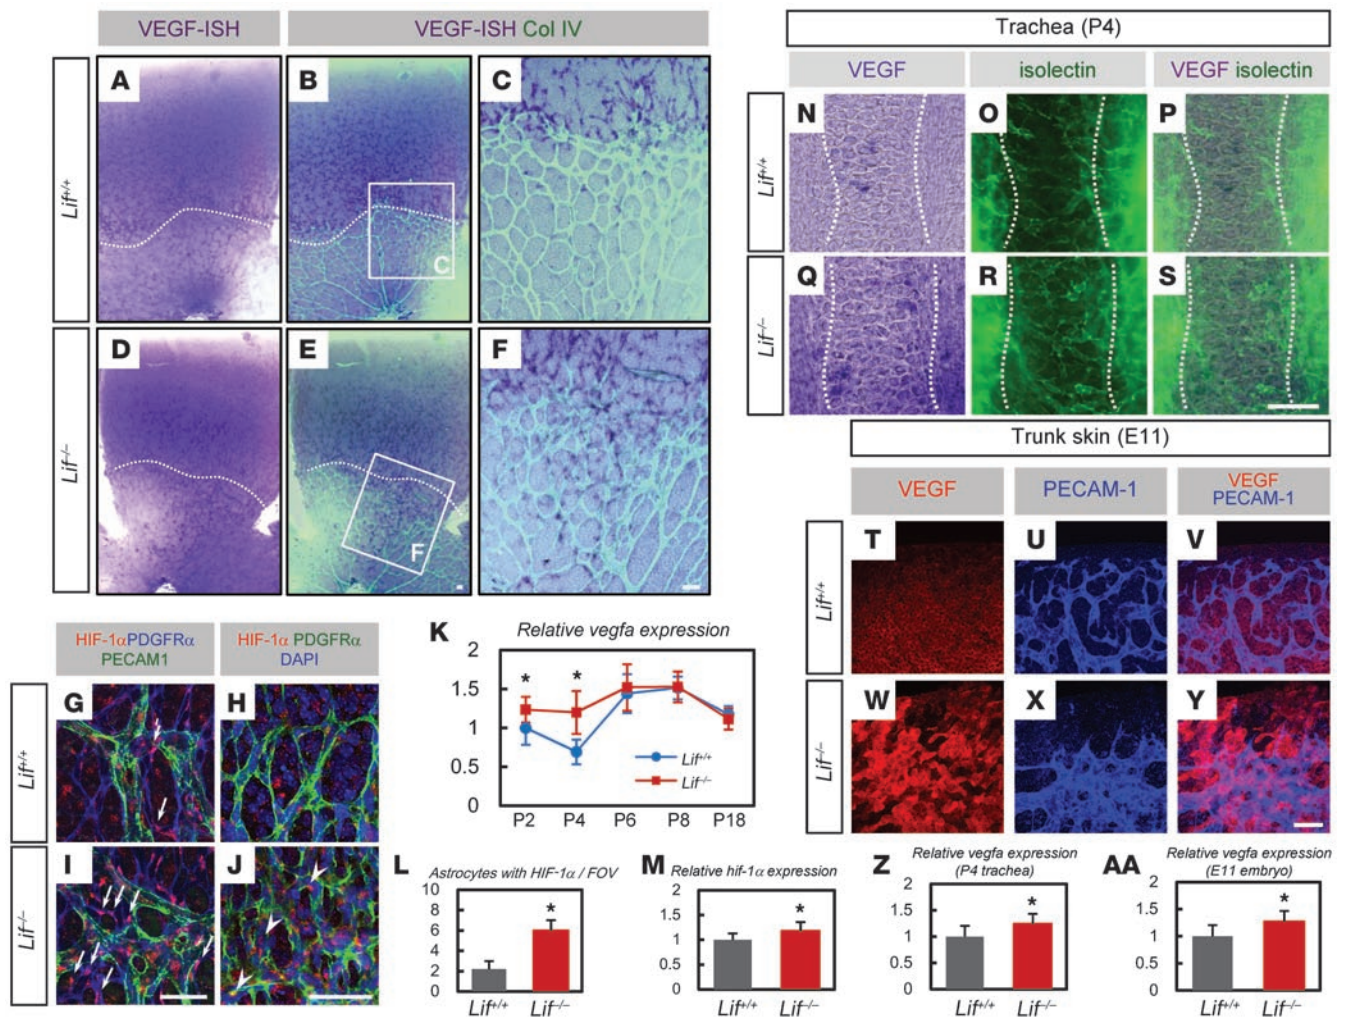 VEGF-ISH
VEGF-ISH Col IV
Lif+/+
A
B
C
C
Lif–/–
D
E
F
F
HIF-1αPDGFRα
PECAM1
HIF-1α PDGFRα
DAPI
Lif+/+
G
H
Lif–/–
I
J
K
Relative vegfa expression
2
1.5
1
0.5
0
P2
P4
P6
P8
P18
*
*
Lif+/+
Lif–/–
L
Astrocytes with HIF-1α / FOV
10
8
6
4
2
0
*
Lif+/+
Lif–/–
M
Relative hif-1α expression
2
1.5
1
0.5
0
*
Lif+/+
Lif–/–
Trachea (P4)
VEGF
isolectin
VEGF isolectin
Lif+/+
N
O
P
Lif–/–
Q
R
S
Trunk skin (E11)
VEGF
PECAM-1
VEGF
PECAM-1
Lif+/+
T
U
V
Lif–/–
W
X
Y
Z
Relative vegfa expression
(P4 trachea)
2
1.5
1
0.5
0
*
Lif+/+
Lif–/–
AA
Relative vegfa expression
(E11 embryo)
2
1.5
1
0.5
0
*
Lif+/+
Lif–/–